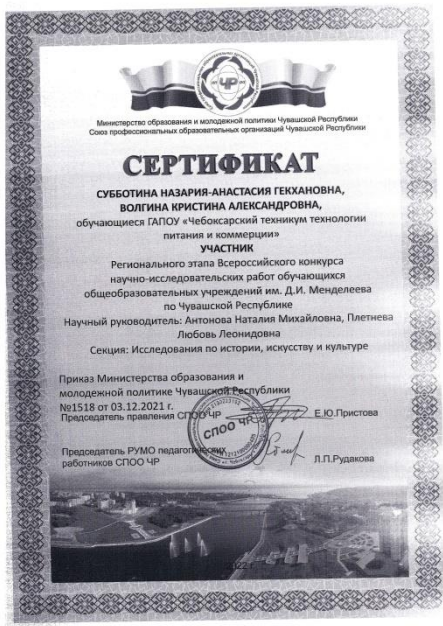 ЧР
Министерство образования и молодежной политики Чувашской Республики
Союз профессиональных образовательных организаций Чувашской Республики
СЕРТИФИКАТ
СУББОТИНА НАЗАРИЯ-АНАСТАСИЯ ГЕКХАНОВНА,
ВОЛГИНА КРИСТИНА АЛЕКСАНДРОВНА,
обучающиеся ГАПОУ «Чебоксарский техникум технологии
питания и коммерции»
УЧАСТНИК
Регионального этапа Всероссийского конкурса
научно-исследовательских работ обучающихся
общеобразовательных учреждений им. Д.И. Менделеева
по Чувашской Республике
Научный руководитель: Антонова Наталия Михайловна, Плетнева
Любовь Леонидовна
Секция: Исследования по истории, искусству и культуре
Приказ Министерства образования и
молодежной политике Чувашской Республики
№1518 от 03.12.2021 г.
Председатель правления СПОО ЧР Е.Ю.Пристова
СПОО ЧР
Председатель РУМО педагогических
работников СПОО ЧР Л.П.Рудакова
2022 г